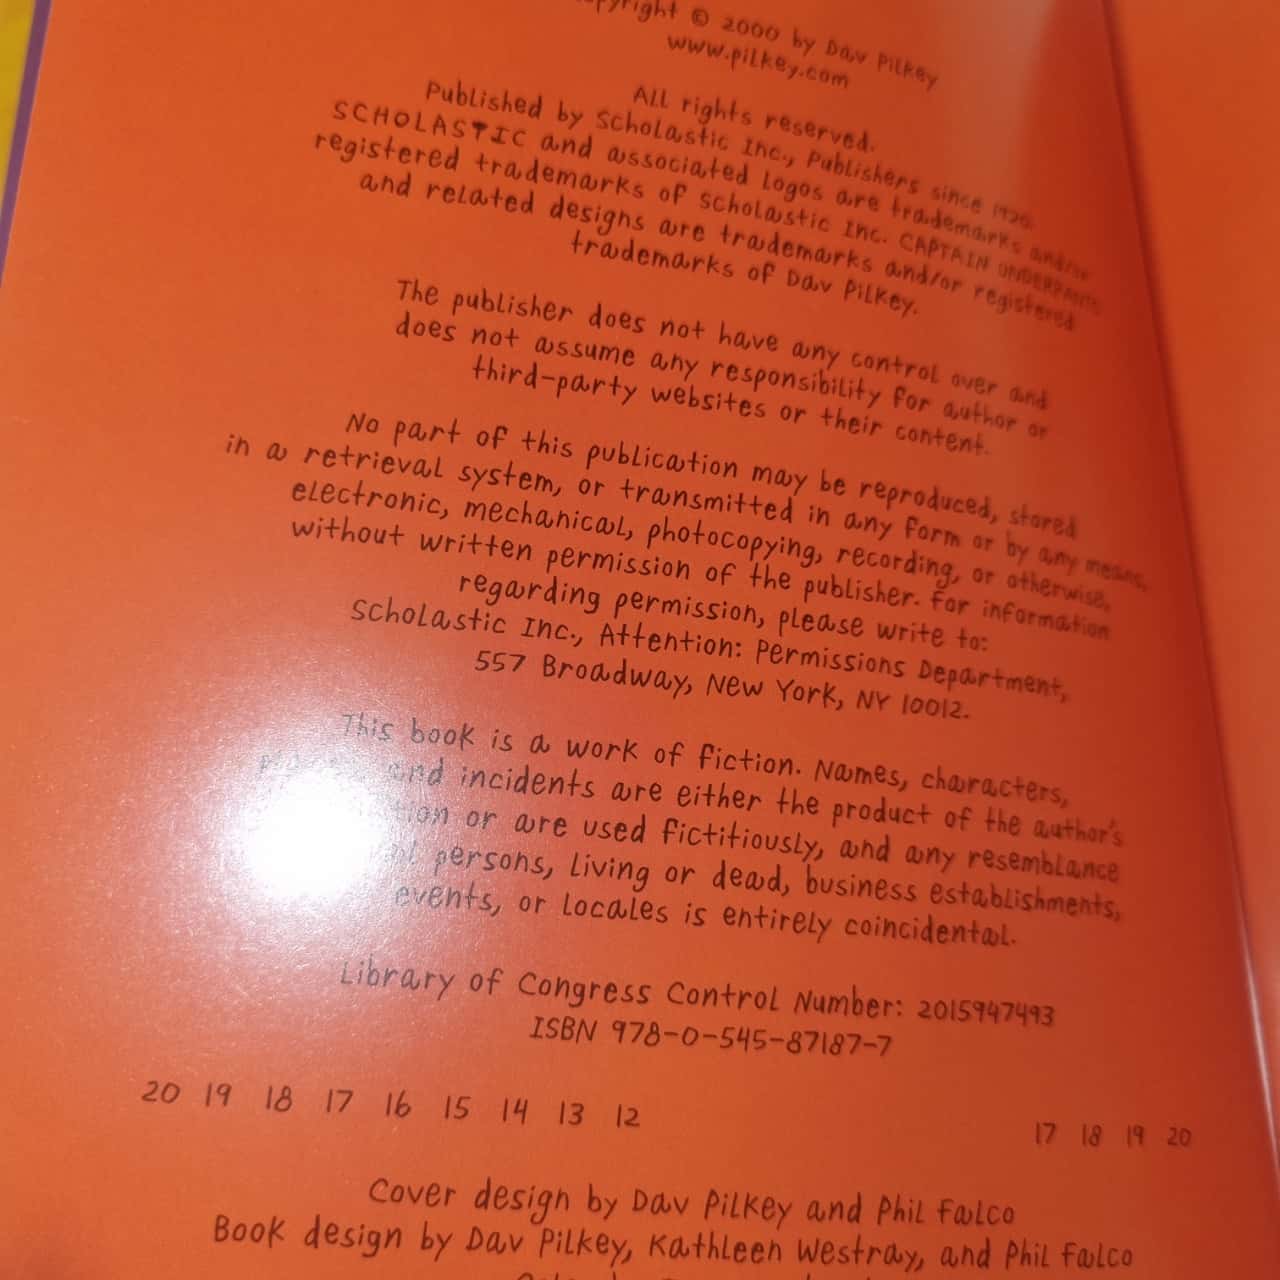 © 2000 by Dav Pilkey
www.pilkey.com
All rights reserved.
Published by Scholastic Inc., Publishers since 1920.
SCHOLASTIC and associated logos are trademarks and/or
registered trademarks of Scholastic Inc. CAPTAIN UNDERPANTS
and related designs are trademarks and/or registered
trademarks of Dav Pilkey.
The publisher does not have any control over and
does not assume any responsibility for author or
third-party websites or their content.
No part of this publication may be reproduced, stored
in a retrieval system, or transmitted in any form or by any means,
electronic, mechanical, photocopying, recording, or otherwise,
without written permission of the publisher. For information
regarding permission, please write to:
Scholastic Inc., Attention: Permissions Department,
557 Broadway, New York, NY 10012.
This book is a work of fiction. Names, characters,
and incidents are either the product of the author's
or are used fictitiously, and any resemblance
persons, living or dead, business establishments,
events, or locales is entirely coincidental.
Library of Congress Control Number: 2015947493
ISBN 978-0-545-87187-7
20 19 18 17 16 15 14 13 12 17 18 19 20
Cover design by Dav Pilkey and Phil Falco
Book design by Dav Pilkey, Kathleen Westray, and Phil Falco